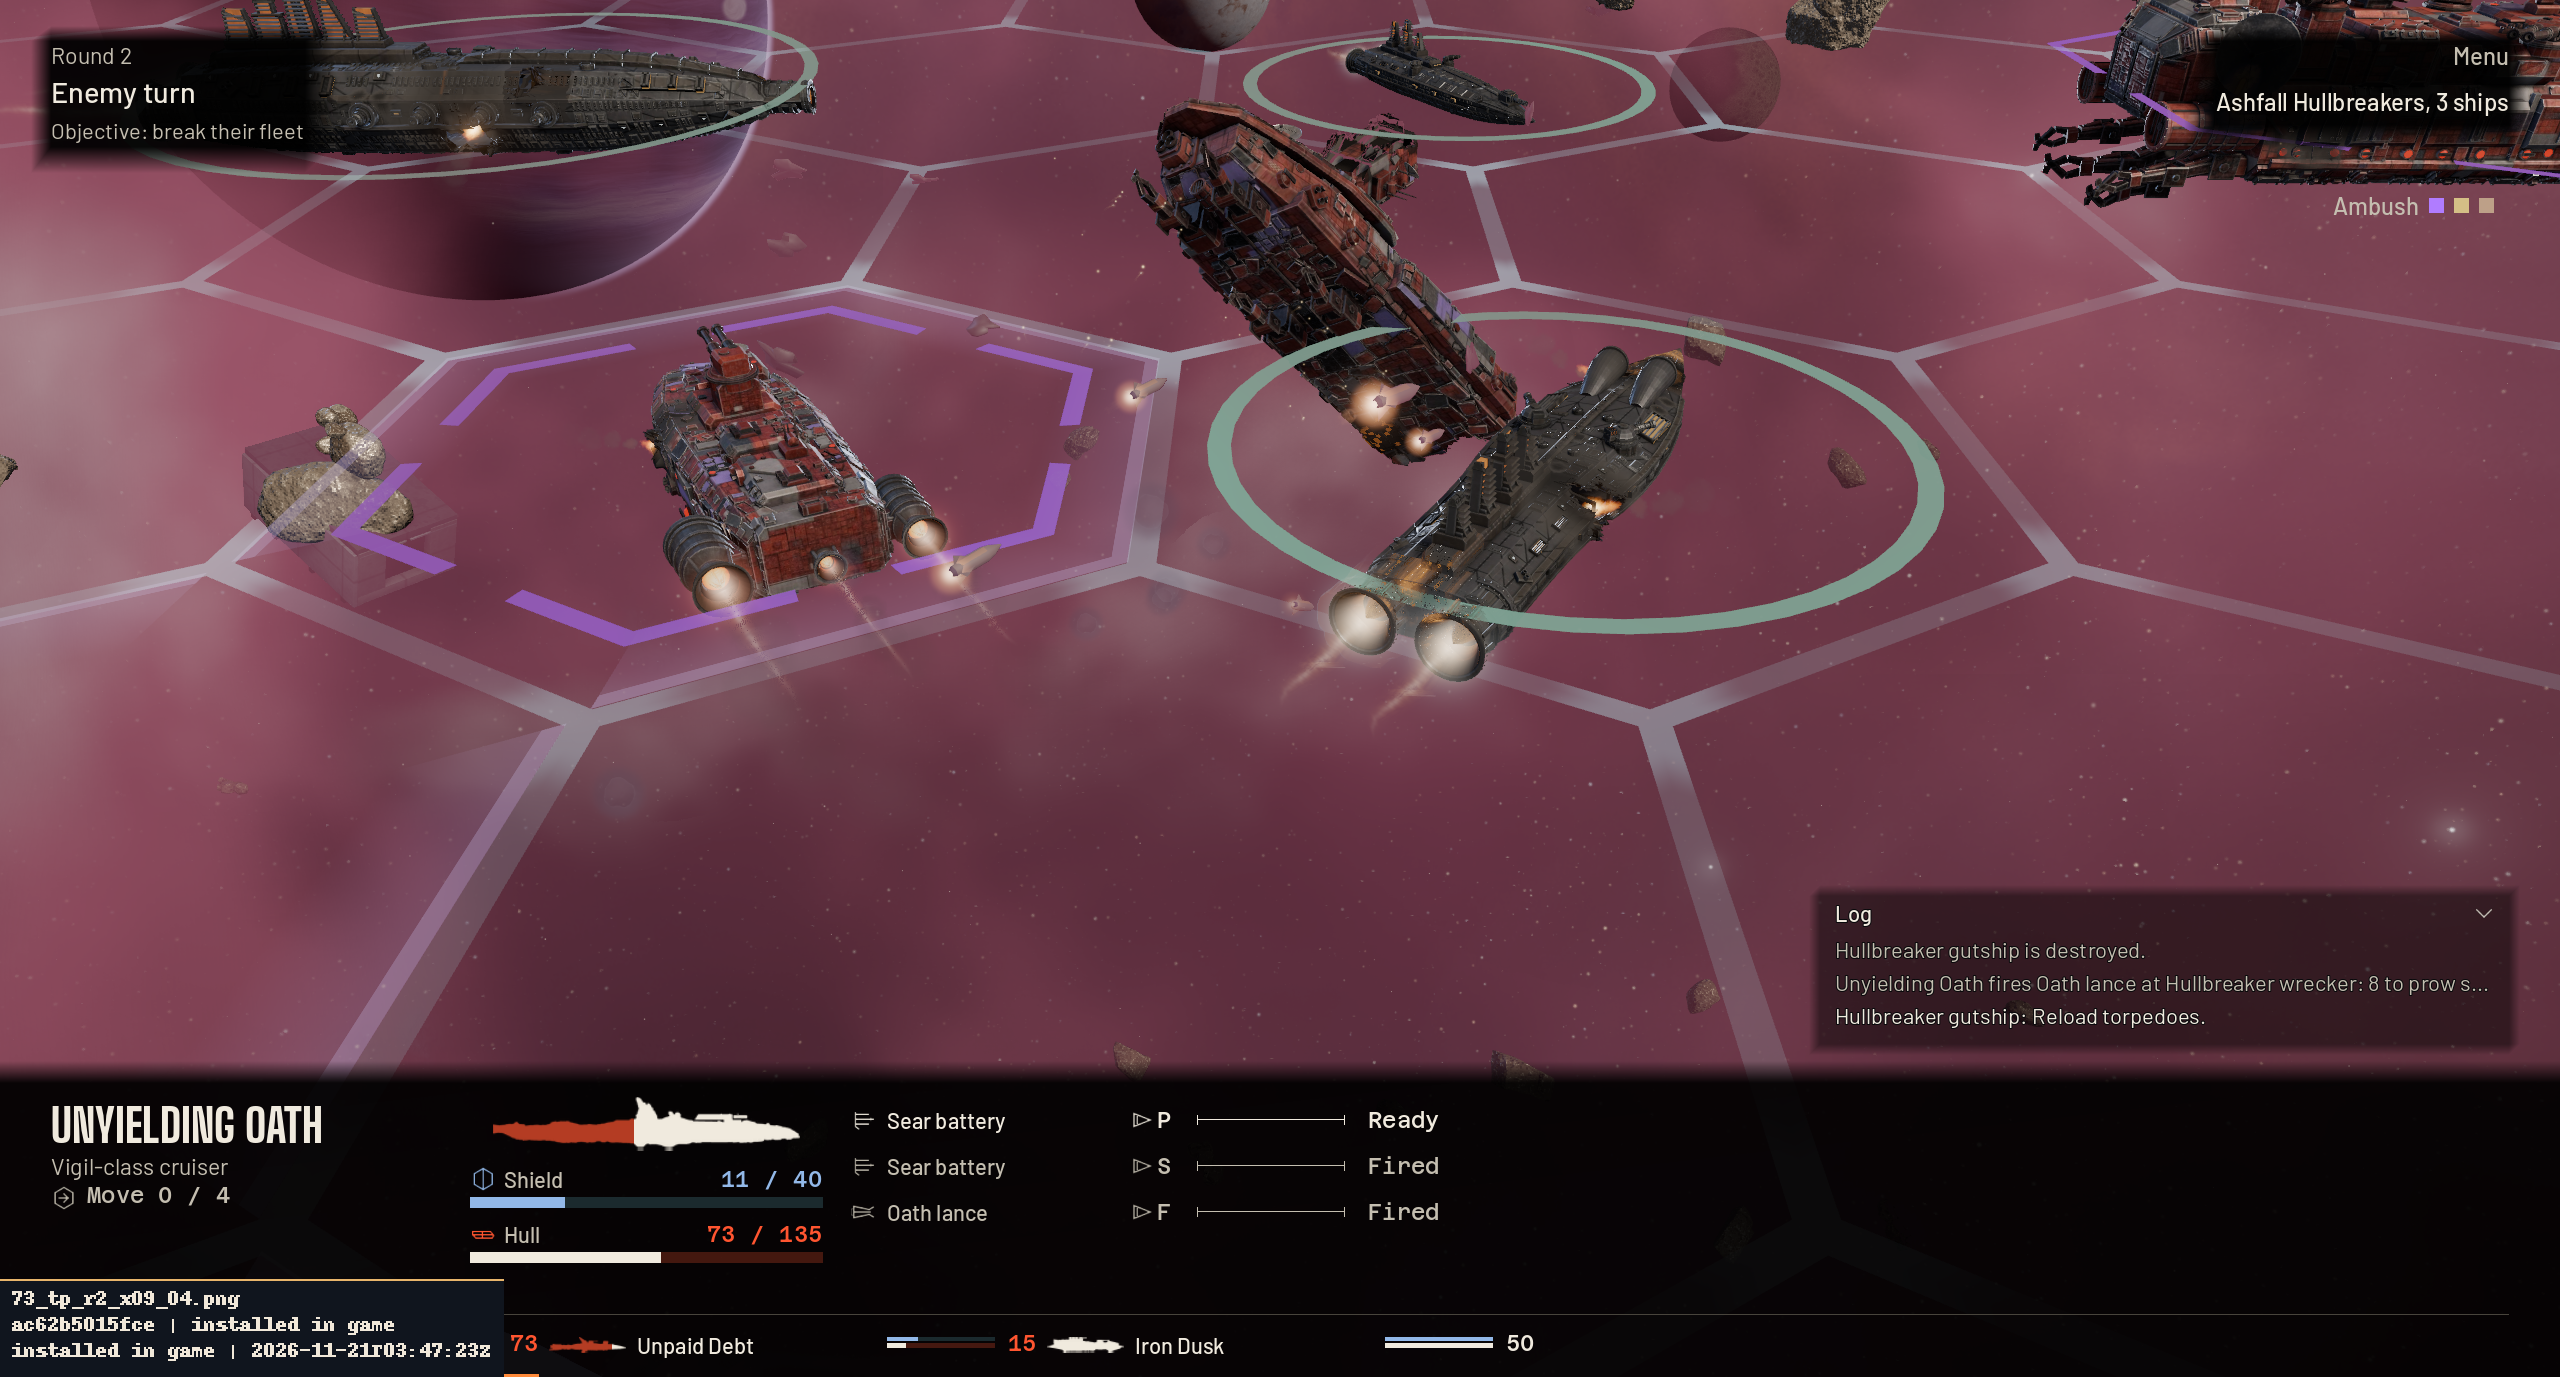 Round 2
Enemy turn
Objective: break their fleet
Menu
Ashfall Hullbreakers, 3 ships
Ambush
Log
Hullbreaker gutship is destroyed.
Unyielding Oath fires Oath lance at Hullbreaker wrecker: 8 to prow s...
Hullbreaker gutship: Reload torpedoes.
UNYIELDING OATH
Vigil-class cruiser
Move 0 / 4
Shield 11 / 40
Hull 73 / 135
Sear battery P Ready
Sear battery S Fired
Oath lance F Fired
73_tp_r2_x09_04.png
ac62b5015fce | installed in game
installed in game | 2026-11-21T03:47:23Z
73 Unpaid Debt 15 Iron Dusk 50